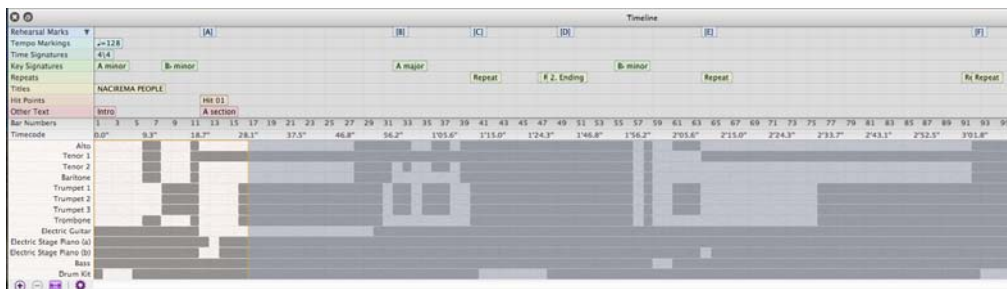 Timeline
Rehearsal Marks [A] [B] [C] [D] [E] [F]
Tempo Markings ♩=128
Time Signatures 4\4
Key Signatures A minor B♭ minor A major B♭ minor
Repeats Repeat 2. Ending Repeat Repeat
Titles NACIREMA PEOPLE
Hit Points Hit 01
Other Text Intro A section
Bar Numbers 1 3 5 7 9 11 13 15 17 19 21 23 25 27 29 31 33 35 37 39 41 43 45 47 49 51 53 55 57 59 61 63 65 67 69 71 73 75 77 79 81 83 85 87 89 91 93
Timecode 0.0" 9.3" 18.7" 28.1" 37.5" 46.8" 56.2" 1'05.6" 1'15.0" 1'24.3" 1'46.8" 1'56.2" 2'05.6" 2'15.0" 2'24.3" 2'33.7" 2'43.1" 2'52.5" 3'01.8"
Alto
Tenor 1
Tenor 2
Baritone
Trumpet 1
Trumpet 2
Trumpet 3
Trombone
Electric Guitar
Electric Stage Piano (a)
Electric Stage Piano (b)
Bass
Drum Kit